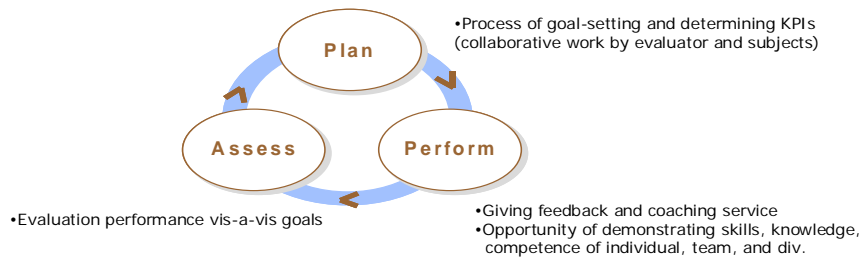 Plan
•Process of goal-setting and determining KPIs
(collaborative work by evaluator and subjects)
Assess
Perform
•Evaluation performance vis-a-vis goals
•Giving feedback and coaching service
•Opportunity of demonstrating skills, knowledge,
competence of individual, team, and div.